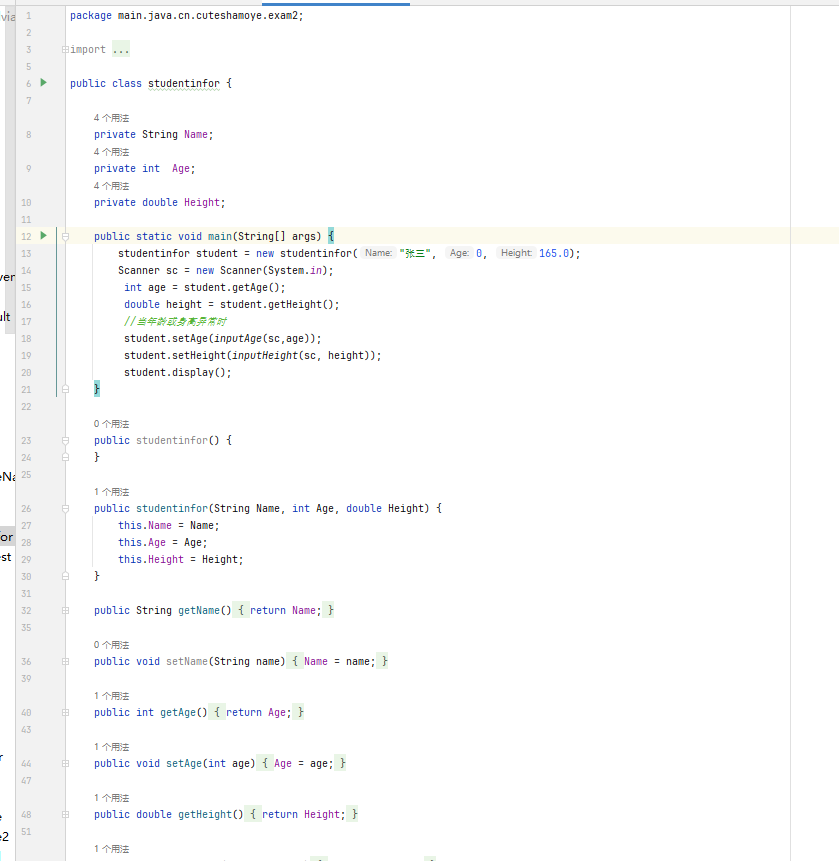 package main.java.cn.cuteshamoye.exam2;
import ...
public class studentinfor {
4 个用法
private String Name;
4 个用法
private int  Age;
4 个用法
private double Height;
public static void main(String[] args) {
studentinfor student = new studentinfor( Name: "张三", Age: 0, Height: 165.0);
Scanner sc = new Scanner(System.in);
int age = student.getAge();
double height = student.getHeight();
//当年龄或身高异常时
student.setAge(inputAge(sc,age));
student.setHeight(inputHeight(sc, height));
student.display();
}
0 个用法
public studentinfor() {
}
1 个用法
public studentinfor(String Name, int Age, double Height) {
this.Name = Name;
this.Age = Age;
this.Height = Height;
}
public String getName() { return Name; }
0 个用法
public void setName(String name) { Name = name; }
1 个用法
public int getAge() { return Age; }
1 个用法
public void setAge(int age) { Age = age; }
1 个用法
public double getHeight() { return Height; }
1 个用法